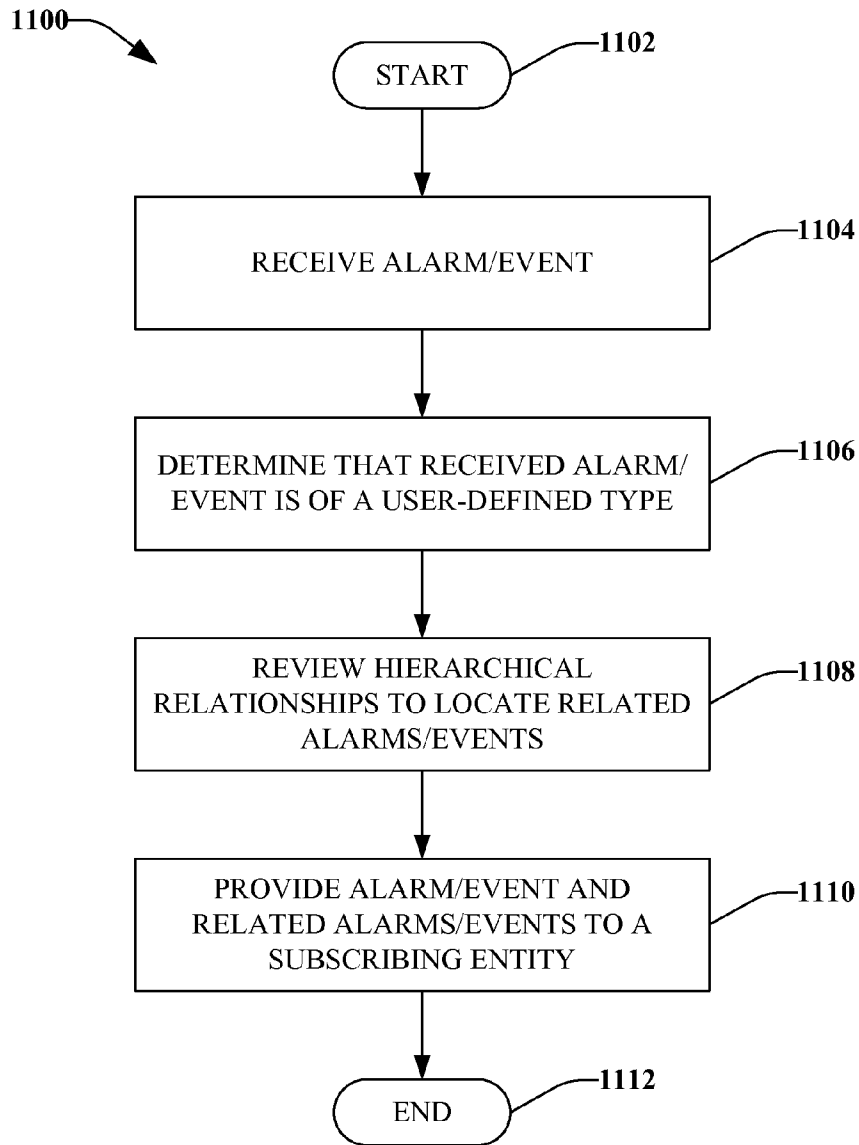 1100
START
1102
RECEIVE ALARM/EVENT
1104
DETERMINE THAT RECEIVED ALARM/
EVENT IS OF A USER-DEFINED TYPE
1106
REVIEW HIERARCHICAL
RELATIONSHIPS TO LOCATE RELATED
ALARMS/EVENTS
1108
PROVIDE ALARM/EVENT AND
RELATED ALARMS/EVENTS TO A
SUBSCRIBING ENTITY
1110
END
1112